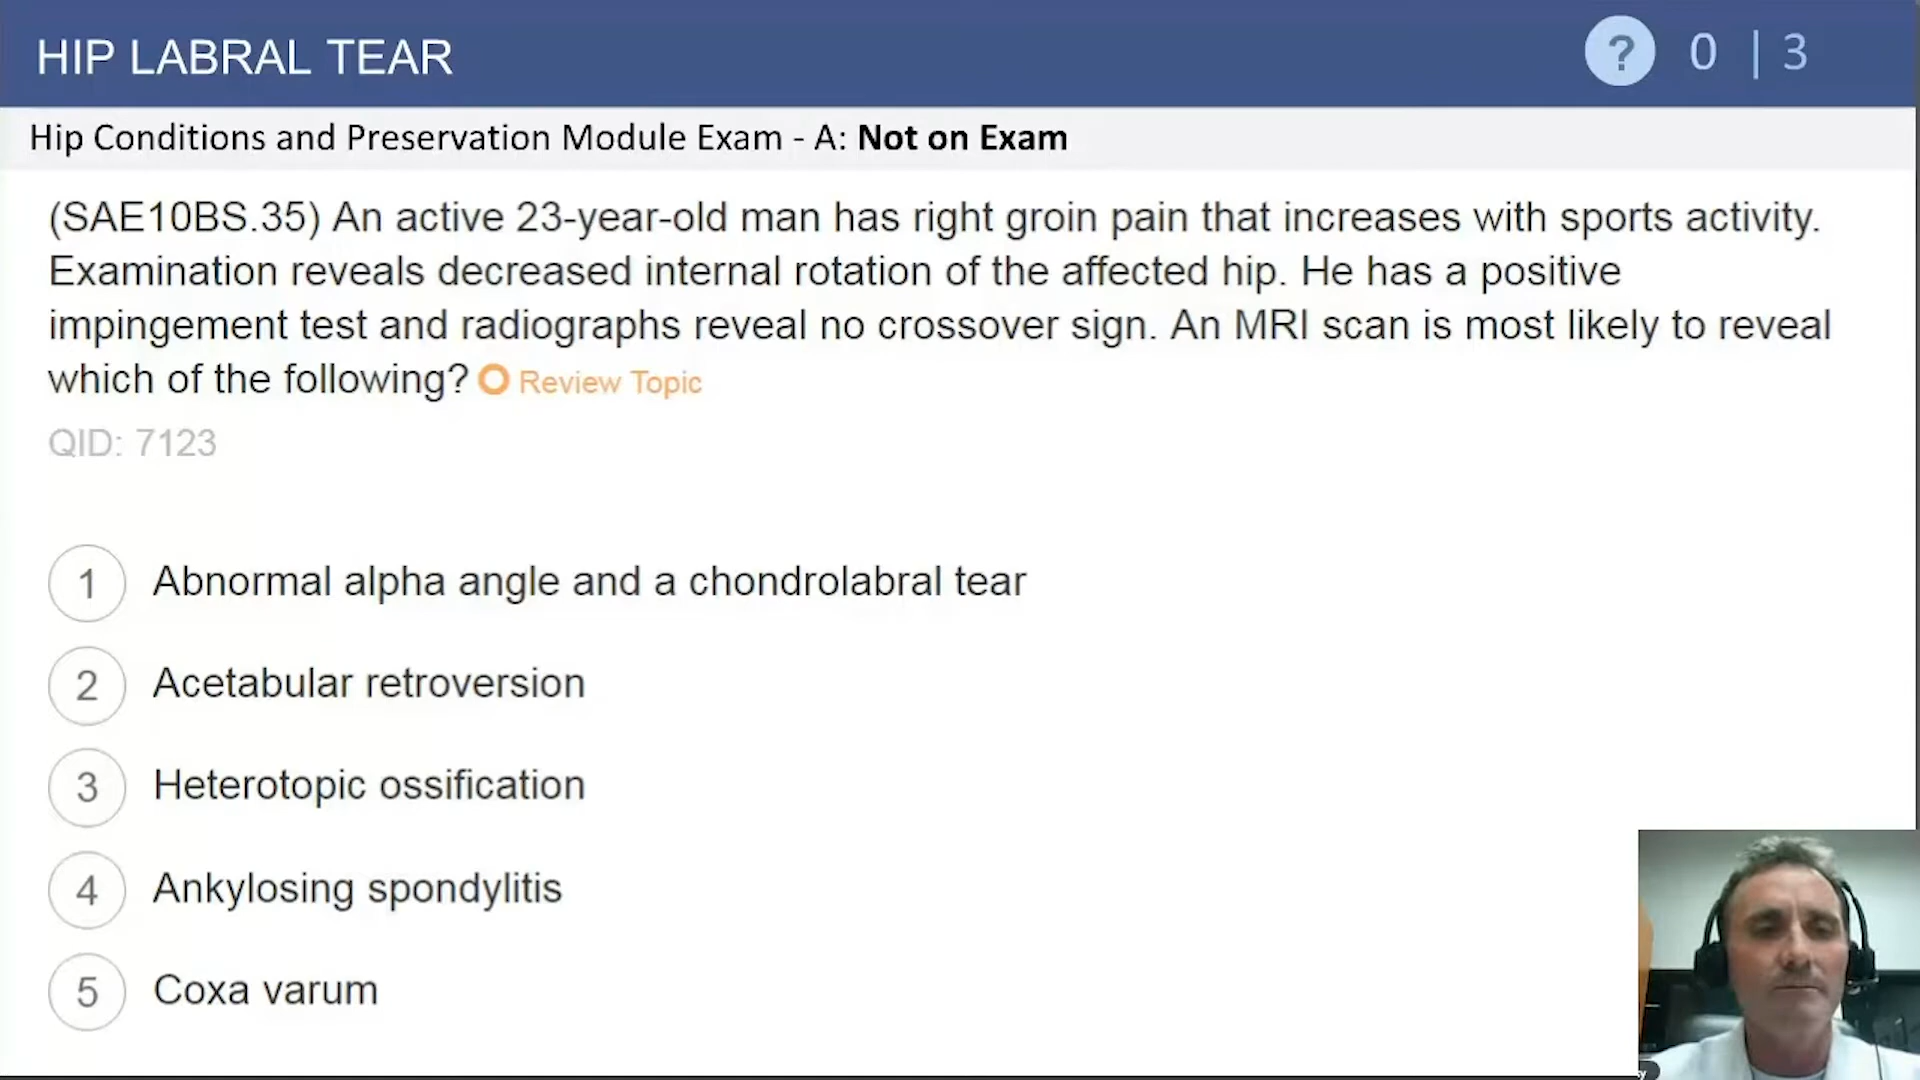 HIP LABRAL TEAR
? 0 | 3
Hip Conditions and Preservation Module Exam - A: Not on Exam
(SAE10BS.35) An active 23-year-old man has right groin pain that increases with sports activity.
Examination reveals decreased internal rotation of the affected hip. He has a positive
impingement test and radiographs reveal no crossover sign. An MRI scan is most likely to reveal
which of the following? Review Topic
QID: 7123
1 Abnormal alpha angle and a chondrolabral tear
2 Acetabular retroversion
3 Heterotopic ossification
4 Ankylosing spondylitis
5 Coxa varum